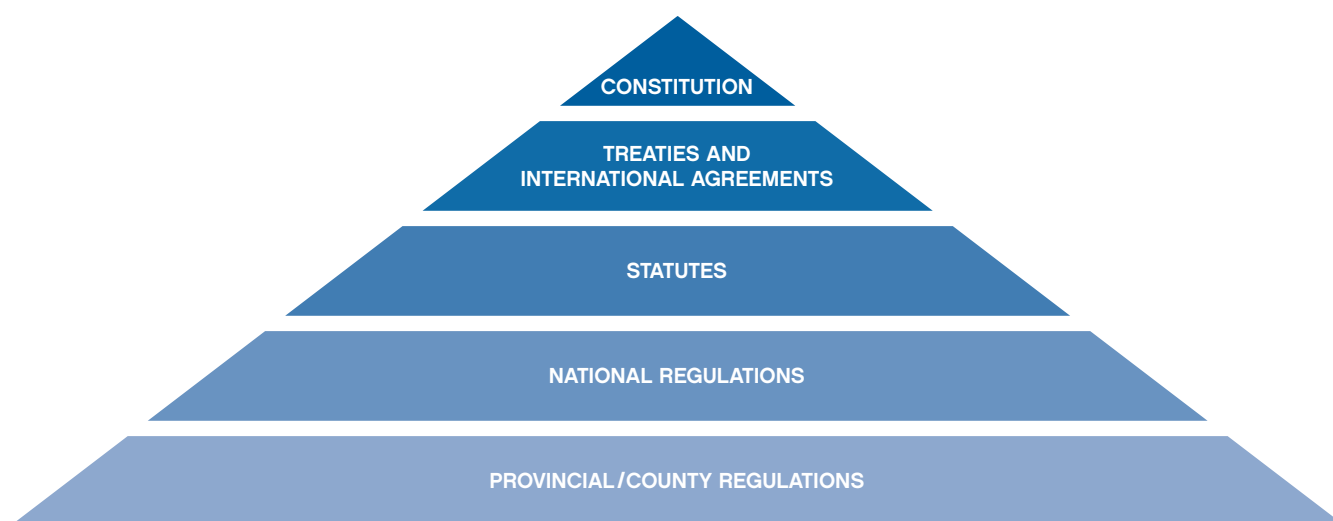 CONSTITUTION
TREATIES AND
INTERNATIONAL AGREEMENTS
STATUTES
NATIONAL REGULATIONS
PROVINCIAL/COUNTY REGULATIONS